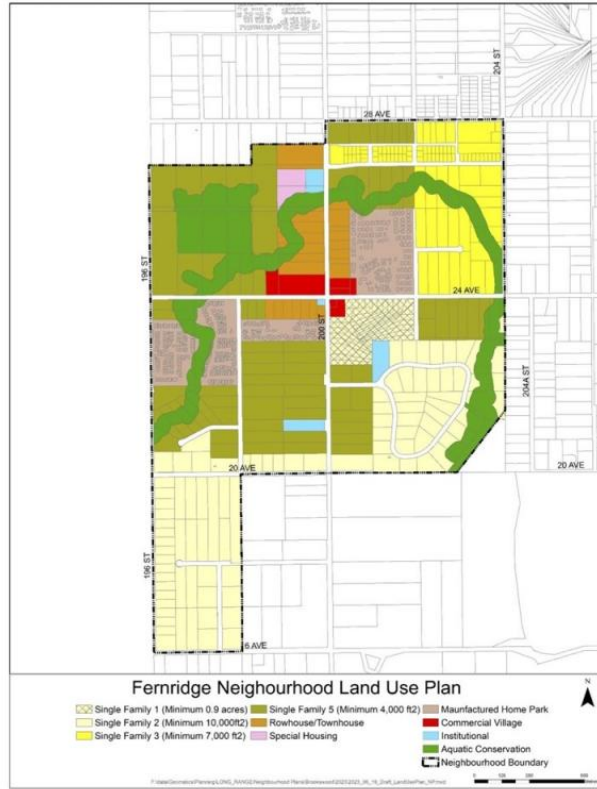 28 AVE
204 ST
196 ST
24 AVE
200 ST
204A ST
20 AVE
20 AVE
196 ST
6 AVE
Fernridge Neighourhood Land Use Plan
N
Single Family 1 (Minimum 0.9 acres)
Single Family 2 (Minimum 10,000ft2)
Single Family 3 (Minimum 7,000 ft2)
Single Family 5 (Minimum 4,000 ft2)
Rowhouse/Townhouse
Special Housing
Maunfactured Home Park
Commercial Village
Institutional
Aquatic Conservation
Neighbourhood Boundary